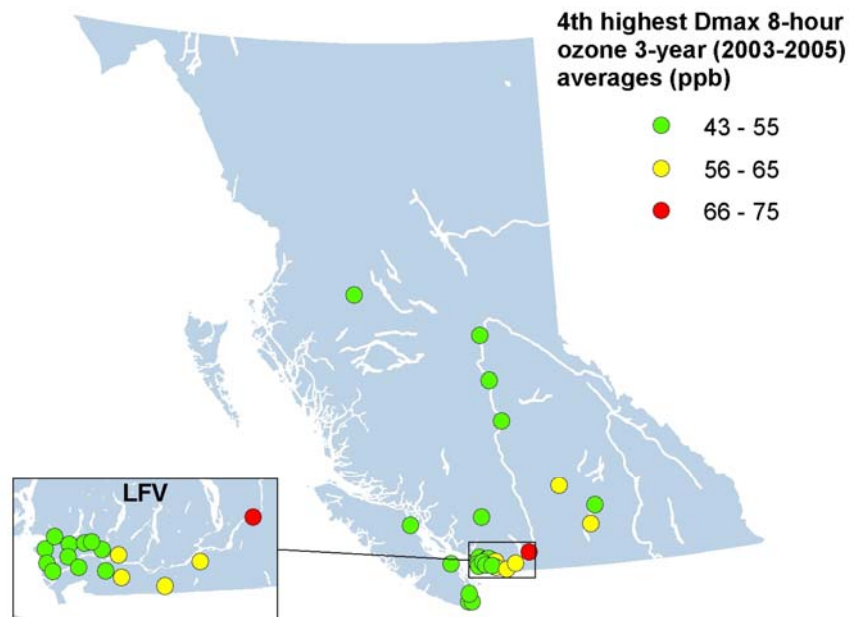 4th highest Dmax 8-hour
ozone 3-year (2003-2005)
averages (ppb)
43 - 55
56 - 65
66 - 75
LFV